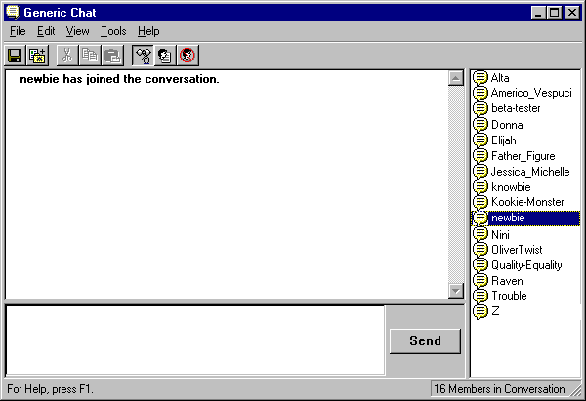 Generic Chat
File Edit View Tools Help
newbie has joined the conversation.
Alta
Americo_Vespuci
beta-tester
Donna
Elijah
Father_Figure
Jessica_Michelle
knowbie
Kookie-Monster
newbie
Nini
OliverTwist
Quality-Equality
Raven
Trouble
Z
Send
For Help, press F1.
16 Members in Conversation